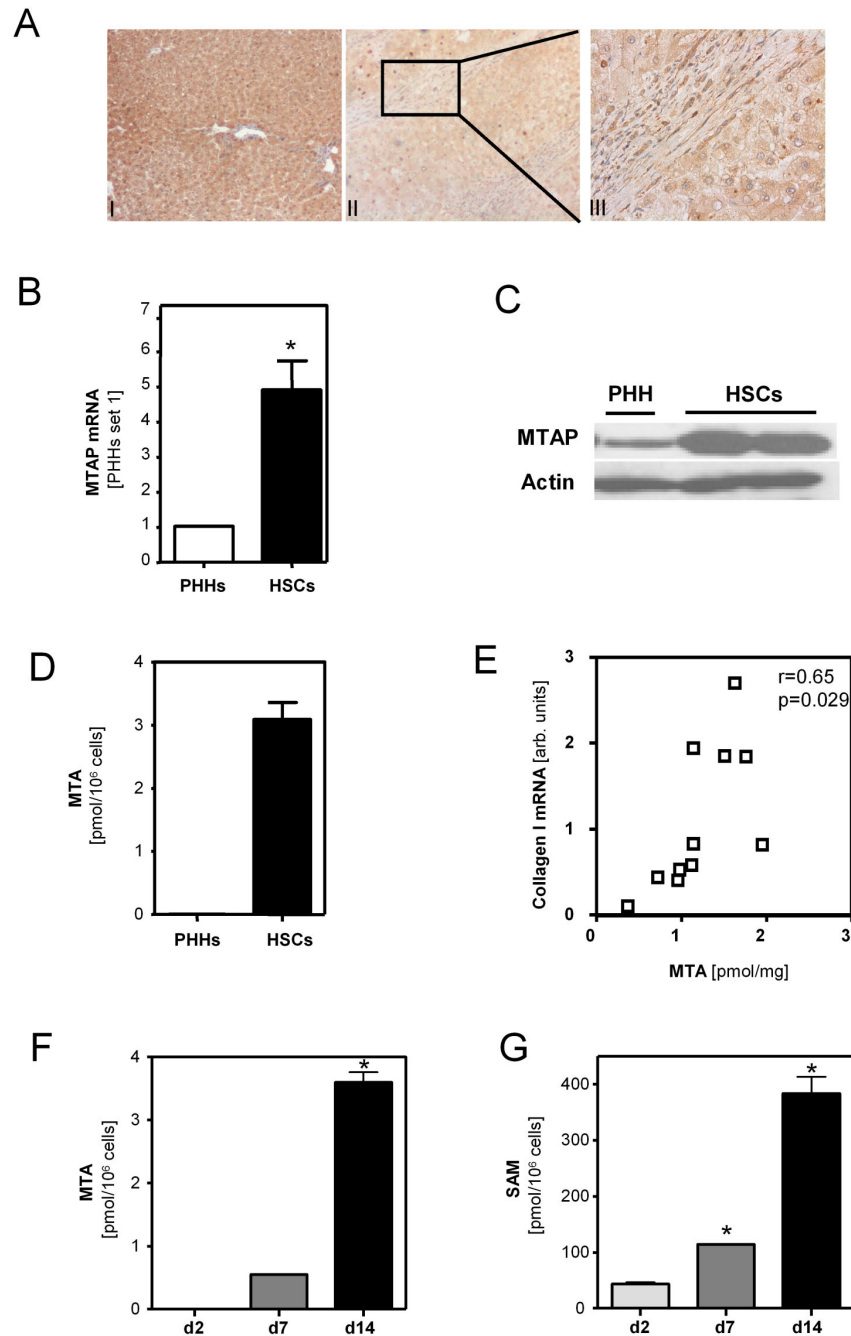 A
I
II
III
B
MTAP mRNA
[PHHs set 1]
7
6
5
4
3
2
1
0
*
PHHs HSCs
C
PHH HSCs
MTAP
Actin
D
MTA
[pmol/10⁶ cells]
4
3
2
1
0
PHHs HSCs
E
Collagen I mRNA [arb. units]
3
2
1
0
r=0.65
p=0.029
0 1 2 3
MTA [pmol/mg]
F
MTA
[pmol/10⁶ cells]
4
3
2
1
0
*
d2 d7 d14
G
SAM
[pmol/10⁶ cells]
400
300
200
100
0
*
*
d2 d7 d14